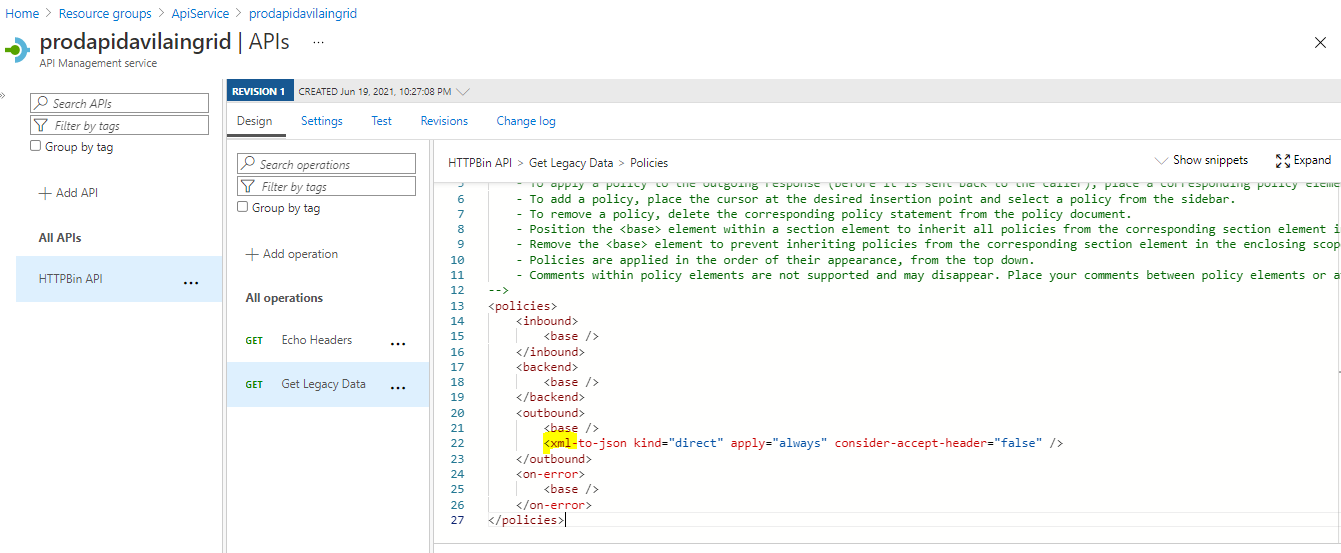 Home > Resource groups > ApiService > prodapidavilaingrid
prodapidavilaingrid | APIs ...
API Management service
» 
Search APIs
Filter by tags
Group by tag
+ Add API
All APIs
HTTPBin API ...
REVISION 1 CREATED Jun 19, 2021, 10:27:08 PM
Design Settings Test Revisions Change log
Search operations
Filter by tags
Group by tag
+ Add operation
All operations
GET Echo Headers ...
GET Get Legacy Data ...
HTTPBin API > Get Legacy Data > Policies
Show snippets Expand
5 - To apply a policy to the outgoing response (before it is sent back to the caller), place a corresponding policy eleme
6 - To add a policy, place the cursor at the desired insertion point and select a policy from the sidebar.
7 - To remove a policy, delete the corresponding policy statement from the policy document.
8 - Position the <base> element within a section element to inherit all policies from the corresponding section element i
9 - Remove the <base> element to prevent inheriting policies from the corresponding section element in the enclosing scop
10 - Policies are applied in the order of their appearance, from the top down.
11 - Comments within policy elements are not supported and may disappear. Place your comments between policy elements or a
12 -->
13 <policies>
14 <inbound>
15 <base />
16 </inbound>
17 <backend>
18 <base />
19 </backend>
20 <outbound>
21 <base />
22 <xml-to-json kind="direct" apply="always" consider-accept-header="false" />
23 </outbound>
24 <on-error>
25 <base />
26 </on-error>
27 </policies>